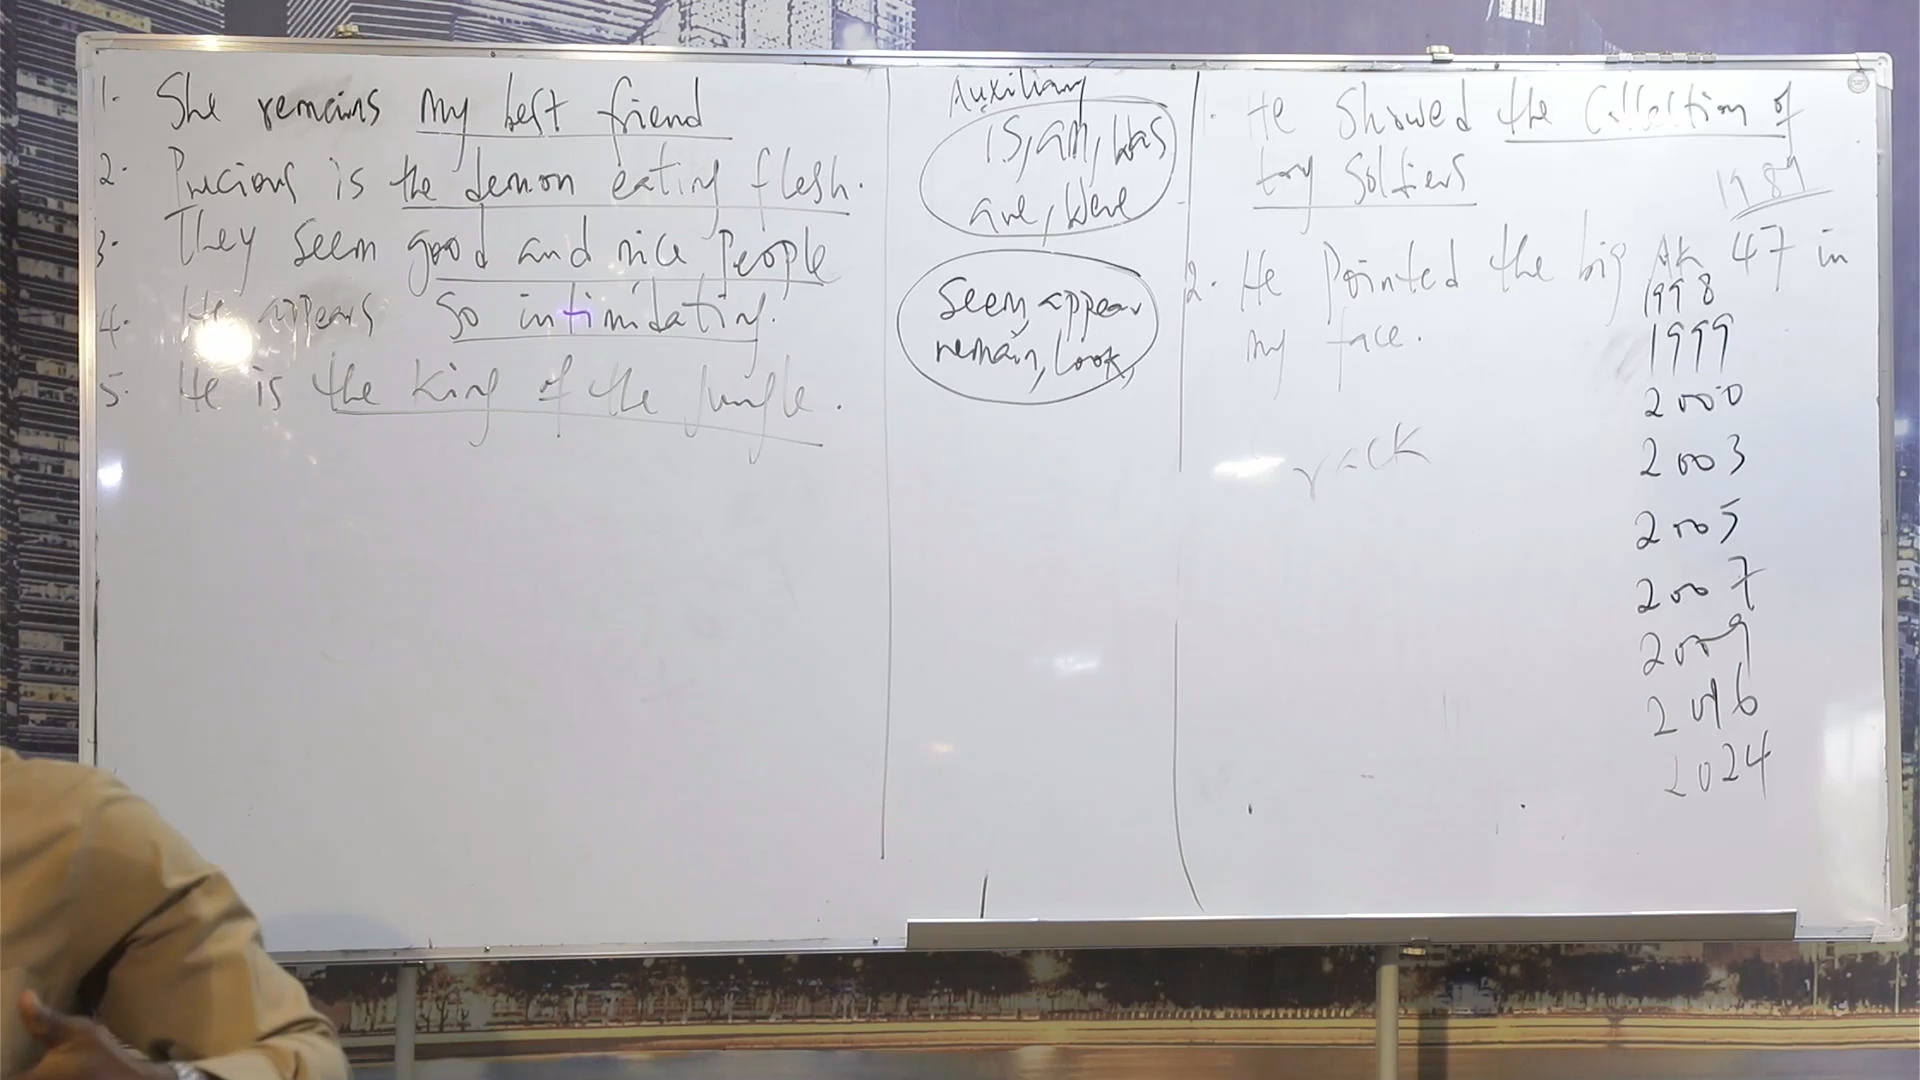 1. She remains my best friend
2. Precious is the demon eating flesh.
3. They seem good and nice people
4. He appears so intimidating.
5. He is the King of the Jungle.
Auxiliary
is, am, was
are, were
Seem, appear
remain, look,
1. He Showed the Collection of
toy Soldiers
1989
2. He Pointed the big AK 47 in
my face.
rack
1998
1999
2000
2003
2005
2007
2009
2016
2024